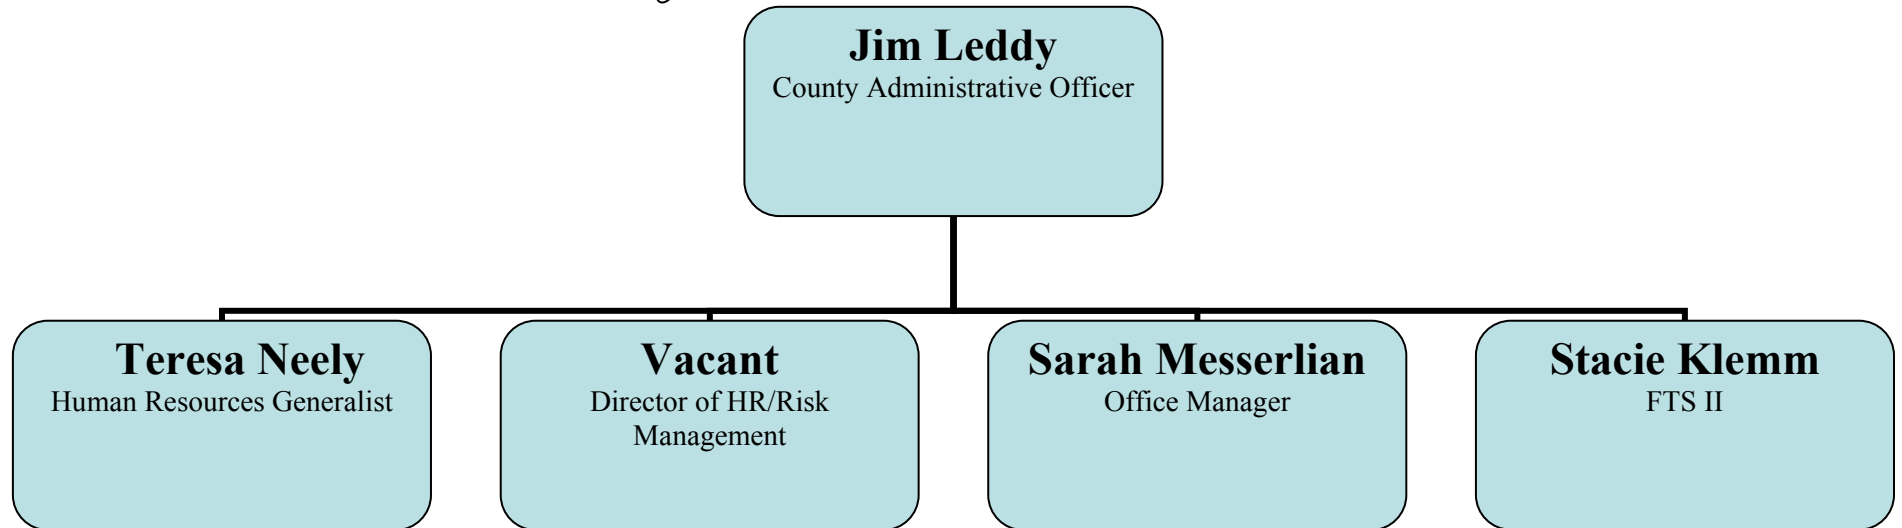 Jim Leddy
County Administrative Officer
Teresa Neely
Human Resources Generalist
Vacant
Director of HR/Risk
Management
Sarah Messerlian
Office Manager
Stacie Klemm
FTS II